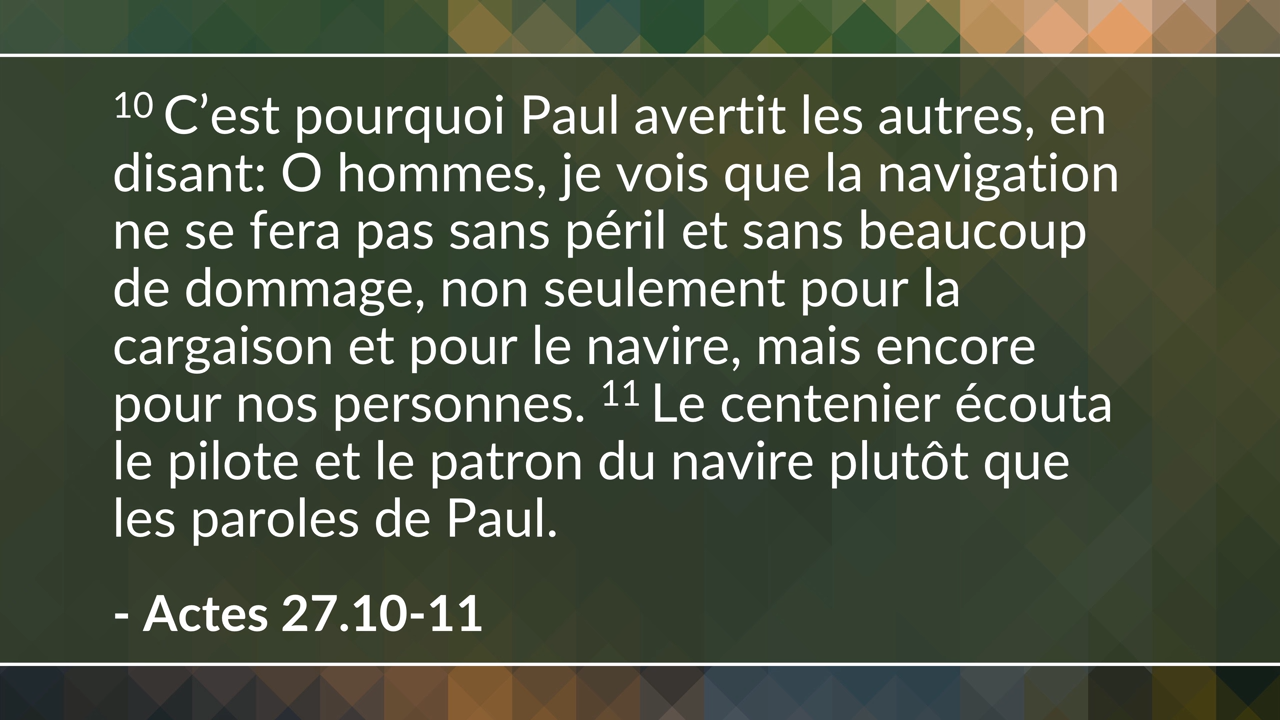 10 C’est pourquoi Paul avertit les autres, en
disant: O hommes, je vois que la navigation
ne se fera pas sans péril et sans beaucoup
de dommage, non seulement pour la
cargaison et pour le navire, mais encore
pour nos personnes. 11 Le centenier écouta
le pilote et le patron du navire plutôt que
les paroles de Paul.
- Actes 27.10-11